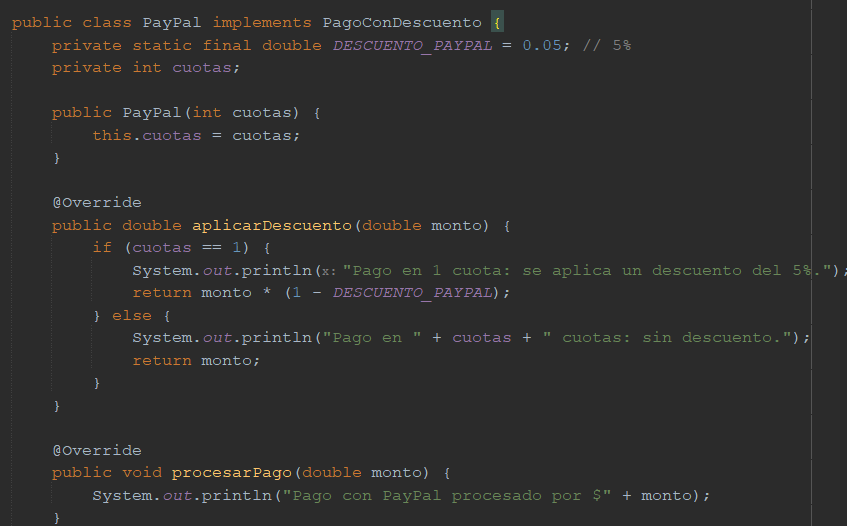 public class PayPal implements PagoConDescuento {
private static final double DESCUENTO_PAYPAL = 0.05; // 5%
private int cuotas;
public PayPal(int cuotas) {
this.cuotas = cuotas;
}
@Override
public double aplicarDescuento(double monto) {
if (cuotas == 1) {
System.out.println(x: "Pago en 1 cuota: se aplica un descuento del 5%.");
return monto * (1 - DESCUENTO_PAYPAL);
} else {
System.out.println("Pago en " + cuotas + " cuotas: sin descuento.");
return monto;
}
}
@Override
public void procesarPago(double monto) {
System.out.println("Pago con PayPal procesado por $" + monto);
}